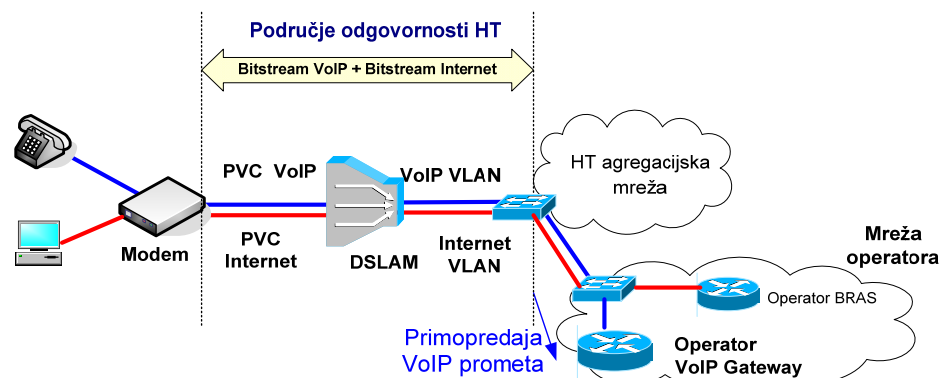 Područje odgovornosti HT
Bitstream VoIP + Bitstream Internet
HT agregacijska
mreža
PVC VoIP
VoIP VLAN
Modem
PVC
Internet
DSLAM
Internet
VLAN
Mreža
operatora
Operator BRAS
Primopredaja
VoIP prometa
Operator
VoIP Gateway